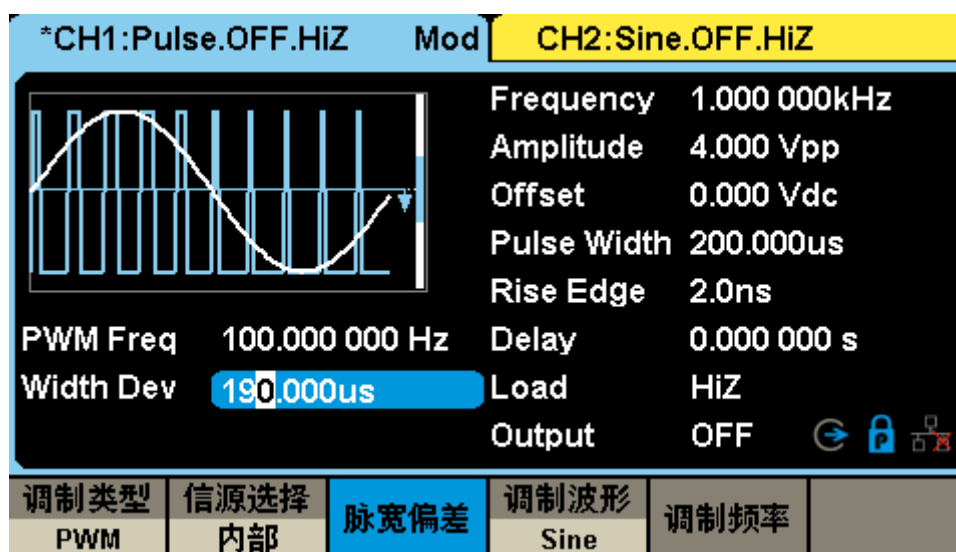 *CH1:Pulse.OFF.HiZ Mod
CH2:Sine.OFF.HiZ
Frequency 1.000 000kHz
Amplitude 4.000 Vpp
Offset 0.000 Vdc
Pulse Width 200.000us
Rise Edge 2.0ns
PWM Freq 100.000 000 Hz
Delay 0.000 000 s
Width Dev 190.000us
Load HiZ
Output OFF
P
调制类型
PWM
信源选择
内部
脉宽偏差
调制波形
Sine
调制频率